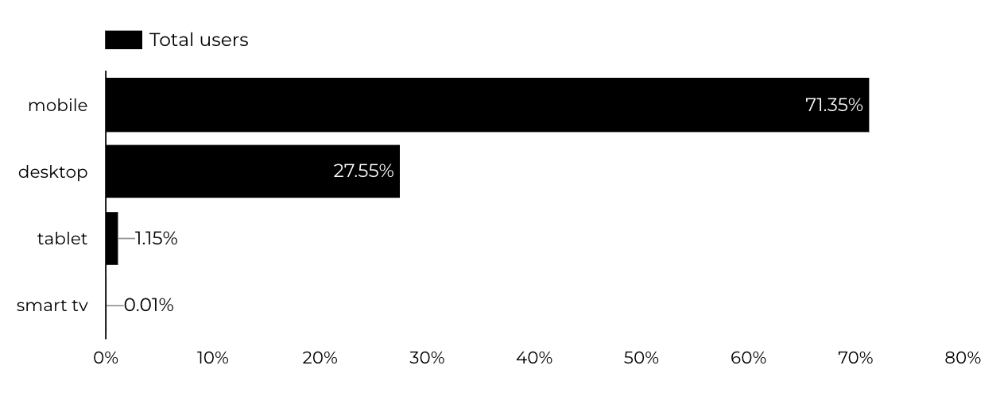 Total users
mobile 71.35%
desktop 27.55%
tablet 1.15%
smart tv 0.01%
0% 10% 20% 30% 40% 50% 60% 70% 80%